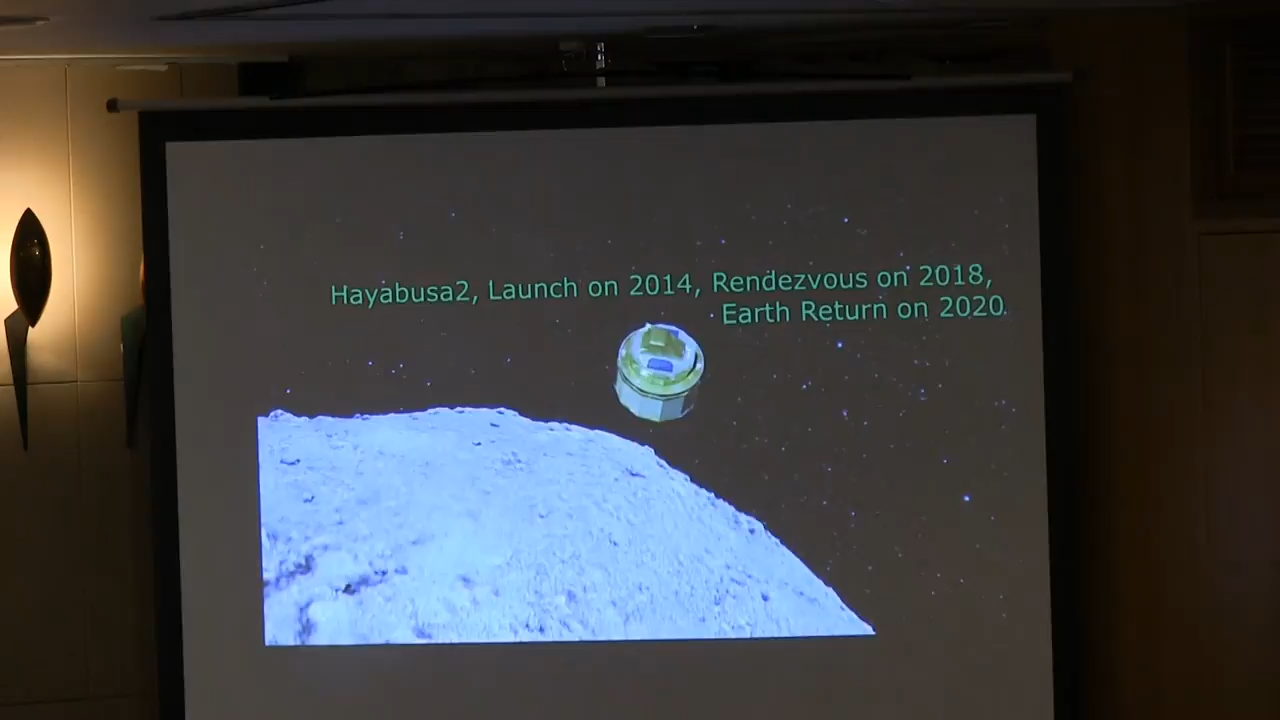 Hayabusa2, Launch on 2014, Rendezvous on 2018,
Earth Return on 2020